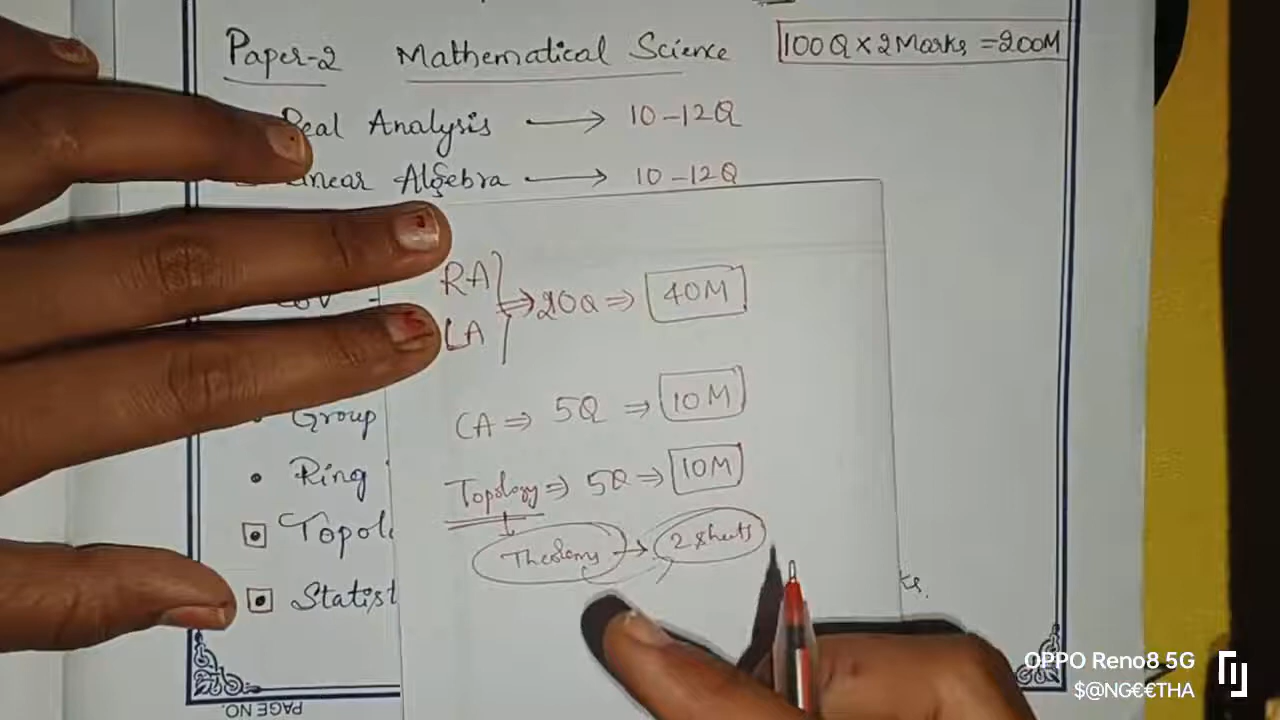 Paper-2 Mathematical Science 100Q × 2 Marks = 200M
Real Analysis → 10-12Q
Linear Algebra → 10-12Q
RA
⇒ 20Q ⇒ 40M
LA
CA ⇒ 5Q ⇒ 10M
Topology ⇒ 5Q ⇒ 10M
→ 2 sheets
• Group
• Ring
Topolo
Statist
ts.
OPPO Reno8 5G
$@NG€€THA
PAGE NO.